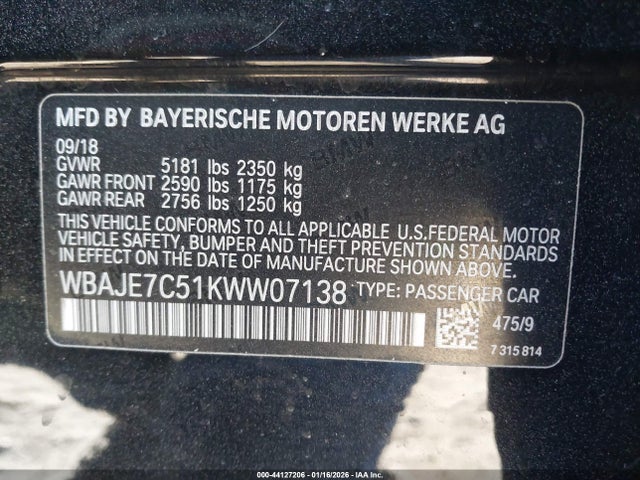 MFD BY BAYERISCHE MOTOREN WERKE AG
09/18
GVWR 5181 lbs 2350 kg
GAWR FRONT 2590 lbs 1175 kg
GAWR REAR 2756 lbs 1250 kg
THIS VEHICLE CONFORMS TO ALL APPLICABLE U.S.FEDERAL MOTOR
VEHICLE SAFETY, BUMPER AND THEFT PREVENTION STANDARDS
IN EFFECT ON THE DATE OF MANUFACTURE SHOWN ABOVE.
WBAJE7C51KWW07138 TYPE: PASSENGER CAR
475/9
7 315 814
000-44127206 - 01/16/2026 - IAA Inc.